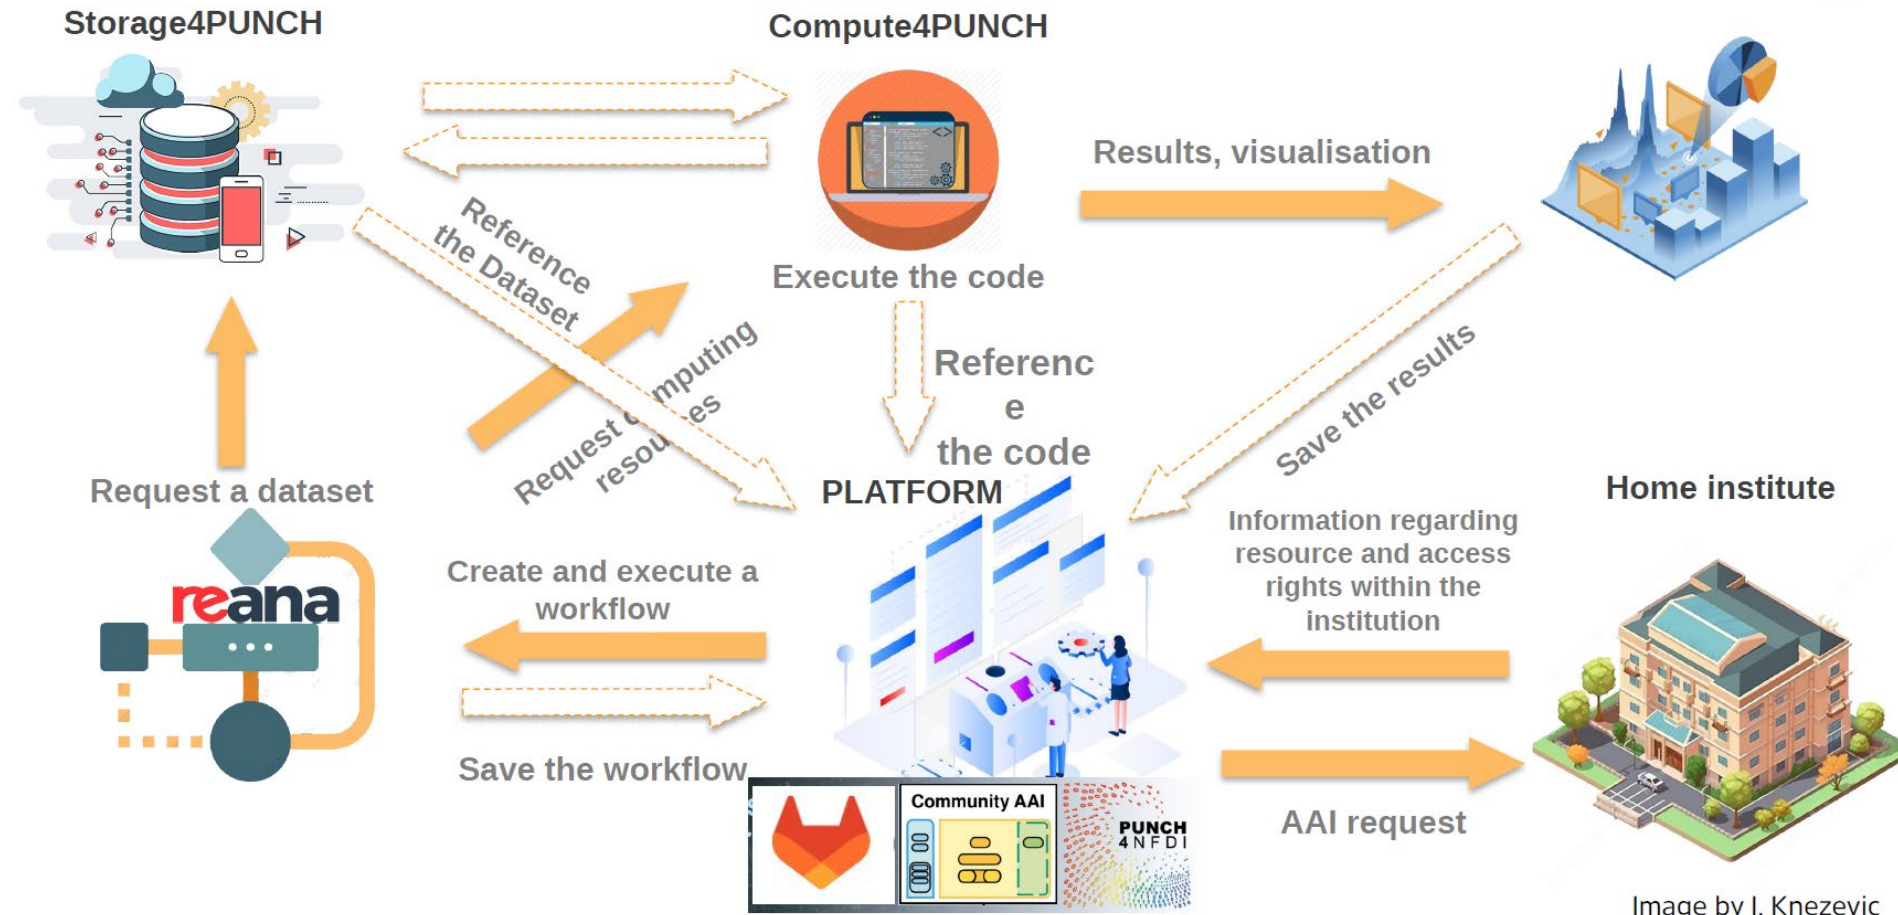 Storage4PUNCH
Compute4PUNCH
Results, visualisation
Reference
the Dataset
Execute the code
Request computing
resources
Referenc
e
the code
Save the results
Request a dataset
PLATFORM
Home institute
Information regarding
resource and access
rights within the
institution
reana
Create and execute a
workflow
Save the workflow
AAI request
Community AAI
PUNCH
4NFDI
Image by I. Knezevic